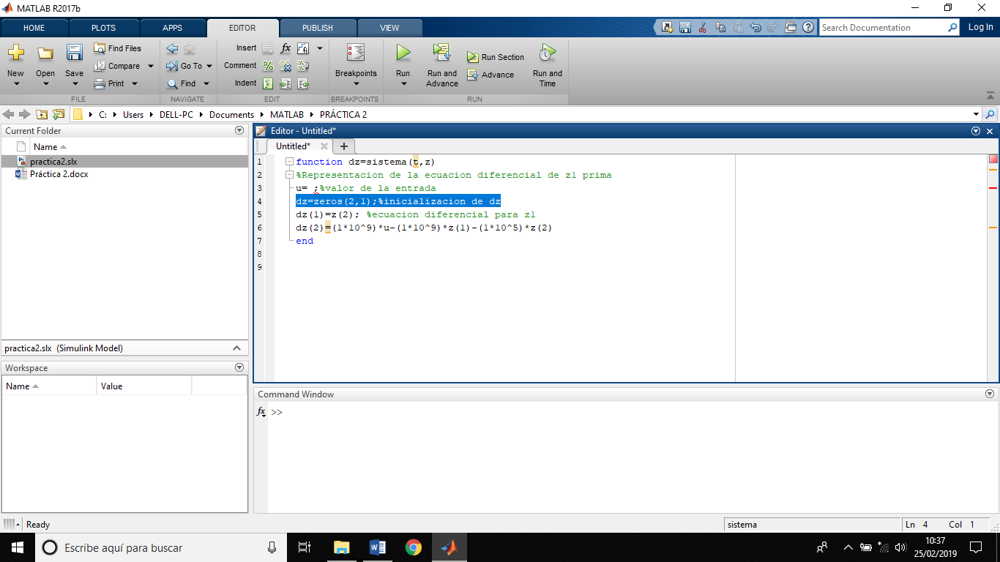 MATLAB R2017b
HOME PLOTS APPS EDITOR PUBLISH VIEW Search Documentation Log In
New Open Save Find Files Compare Print Go To Find Insert fx Comment Indent Breakpoints Run Run and Advance Run Section Advance Run and Time
FILE NAVIGATE EDIT BREAKPOINTS RUN
C: Users DELL-PC Documents MATLAB PRÁCTICA 2
Current Folder
Name
practica2.slx
Práctica 2.docx
practica2.slx (Simulink Model)
Workspace
Name Value
Editor - Untitled*
Untitled*
1 function dz=sistema(t,z)
2 %Representacion de la ecuacion diferencial de z1 prima
3 u= ;%valor de la entrada
4 dz=zeros(2,1);%inicializacion de dz
5 dz(1)=z(2); %ecuacion diferencial para z1
6 dz(2)=(1*10^9)*u-(1*10^9)*z(1)-(1*10^5)*z(2)
7 end
8
9
Command Window
fx >>
Ready sistema Ln 4 Col 1
Escribe aquí para buscar
10:37
25/02/2019